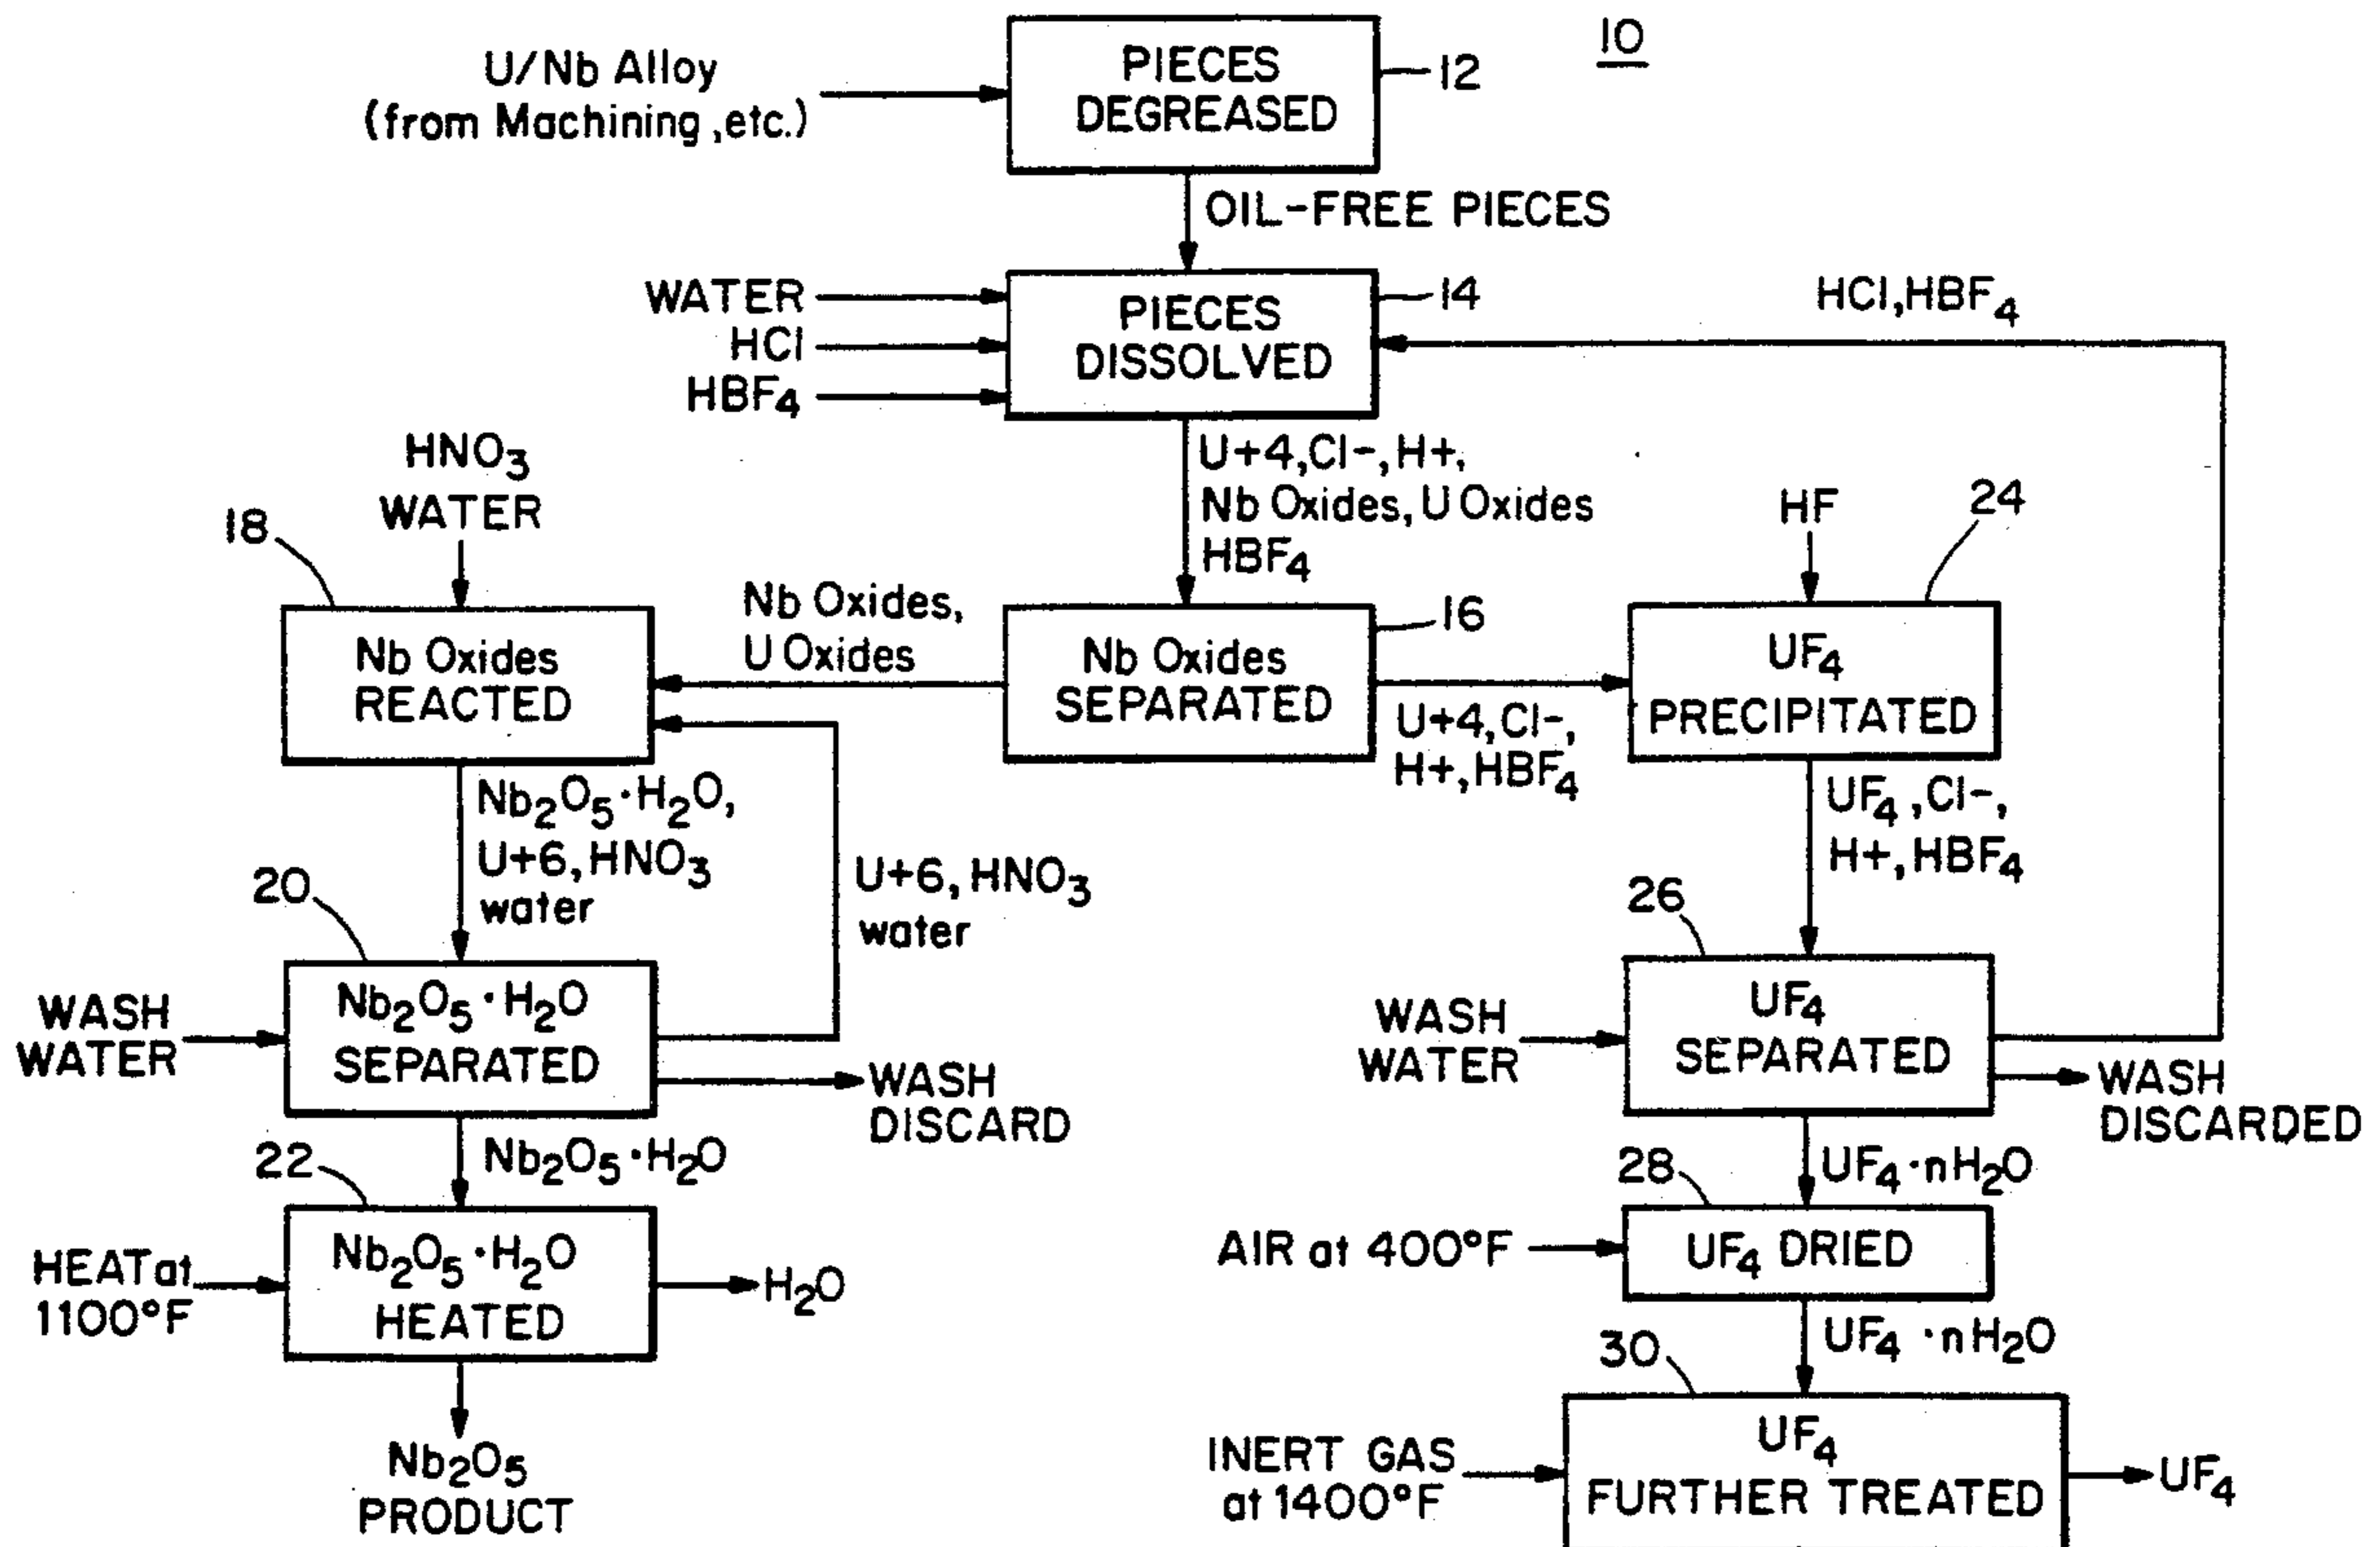 10
U/Nb Alloy
(from Machining ,etc.)
PIECES
DEGREASED
12
OIL-FREE PIECES
WATER
HCl
HBF4
PIECES
DISSOLVED
14
HCl,HBF4
U+4,Cl-,H+,
Nb Oxides, U Oxides
HBF4
HNO3
WATER
18
Nb Oxides
REACTED
Nb Oxides,
U Oxides
Nb Oxides
SEPARATED
16
U+4,Cl-,
H+,HBF4
HF
24
UF4
PRECIPITATED
Nb2O5·H2O,
U+6, HNO3
water
U+6, HNO3
water
UF4 ,Cl-,
H+,HBF4
20
WASH
WATER
Nb2O5·H2O
SEPARATED
WASH
DISCARD
26
WASH
WATER
UF4
SEPARATED
WASH
DISCARDED
Nb2O5·H2O
22
HEAT at
1100°F
Nb2O5·H2O
HEATED
H2O
Nb2O5
PRODUCT
UF4·nH2O
28
AIR at 400°F
UF4 DRIED
UF4 ·nH2O
30
INERT GAS
at 1400°F
UF4
FURTHER TREATED
UF4